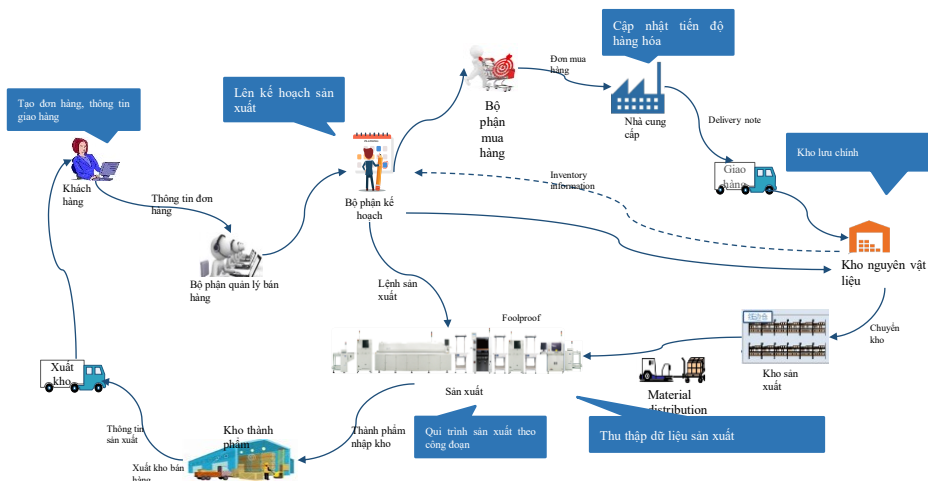 Cập nhật tiến độ
hàng hóa
Đơn mua
hàng
Lên kế hoạch sản
xuất
Bộ
phận
mua
hàng
Nhà cung
cấp
Tạo đơn hàng, thông tin
giao hàng
Delivery note
Kho lưu chính
Giao
hàng
Khách
hàng
Thông tin đơn
hàng
Bộ phận kế
hoạch
Inventory
information
Bộ phận quản lý bán
hàng
Kho nguyên vật
liệu
Lệnh sản
xuất
Foolproof
Chuyển
kho
Xuất
kho
Sản xuất
Kho sản
xuất
Material
distribution
Qui trình sản xuất theo
công đoạn
Thu thập dữ liệu sản xuất
Thông tin
sản xuất
Kho thành
phẩm
Thành phẩm
nhập kho
Xuất kho bán
hàng